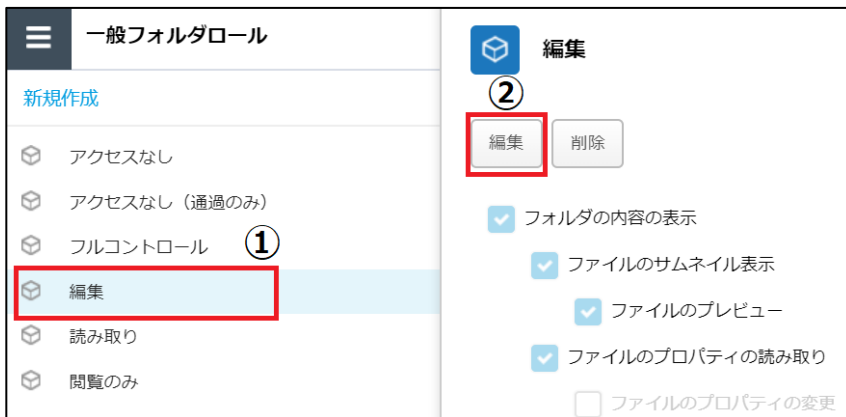 一般フォルダロール
新規作成
アクセスなし
アクセスなし（通過のみ）
フルコントロール
①
編集
読み取り
閲覧のみ
編集
②
編集
削除
フォルダの内容の表示
ファイルのサムネイル表示
ファイルのプレビュー
ファイルのプロパティの読み取り
ファイルのプロパティの変更